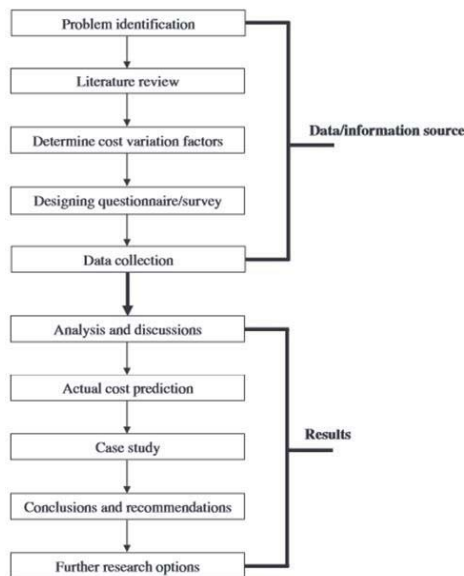 Problem identification
Literature review
Data/information source
Determine cost variation factors
Designing questionnaire/survey
Data collection
Analysis and discussions
Actual cost prediction
Results
Case study
Conclusions and recommendations
Further research options